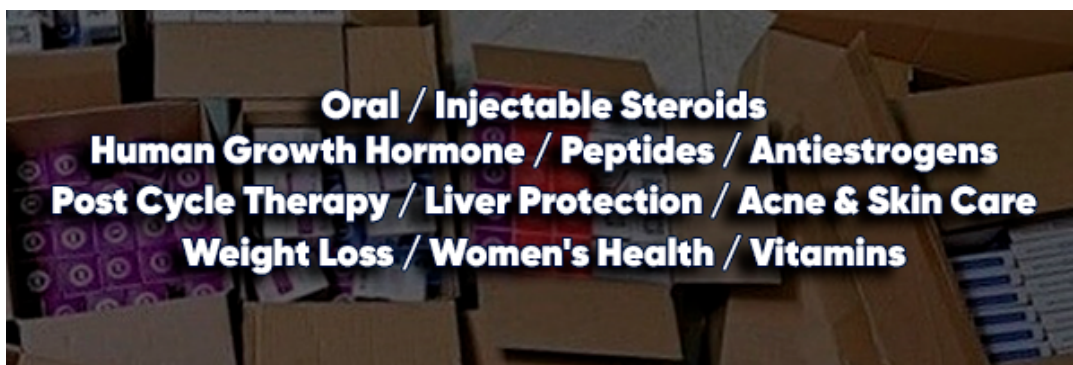 Oral / Injectable Steroids
Human Growth Hormone / Peptides / Antiestrogens
Post Cycle Therapy / Liver Protection / Acne & Skin Care
Weight Loss / Women's Health / Vitamins